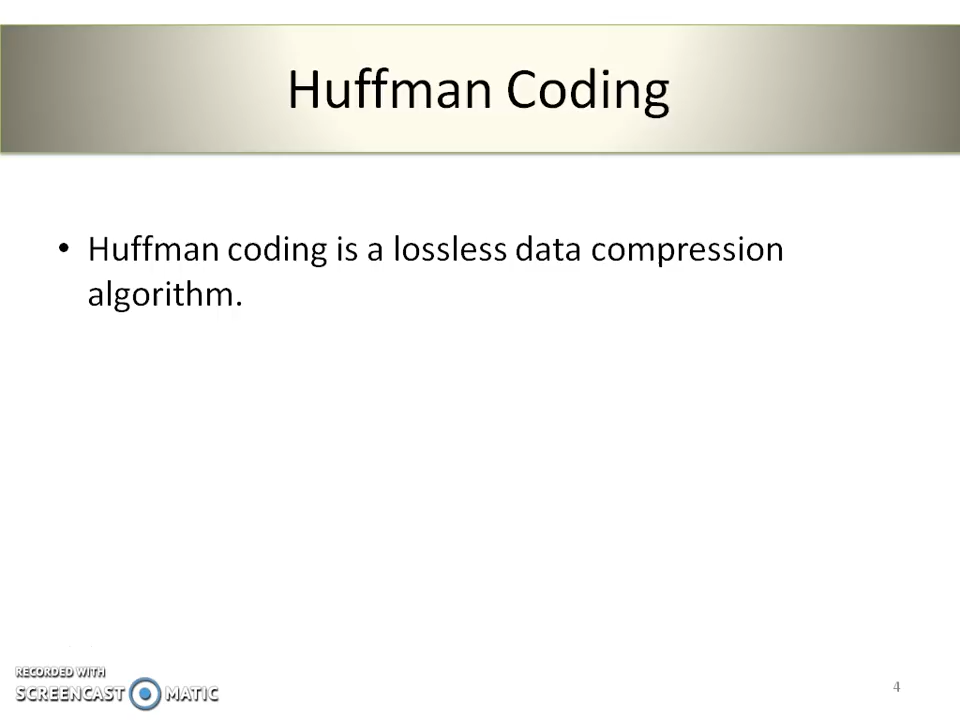 Huffman Coding
• Huffman coding is a lossless data compression
algorithm.
RECORDED WITH
SCREENCAST MATIC
4